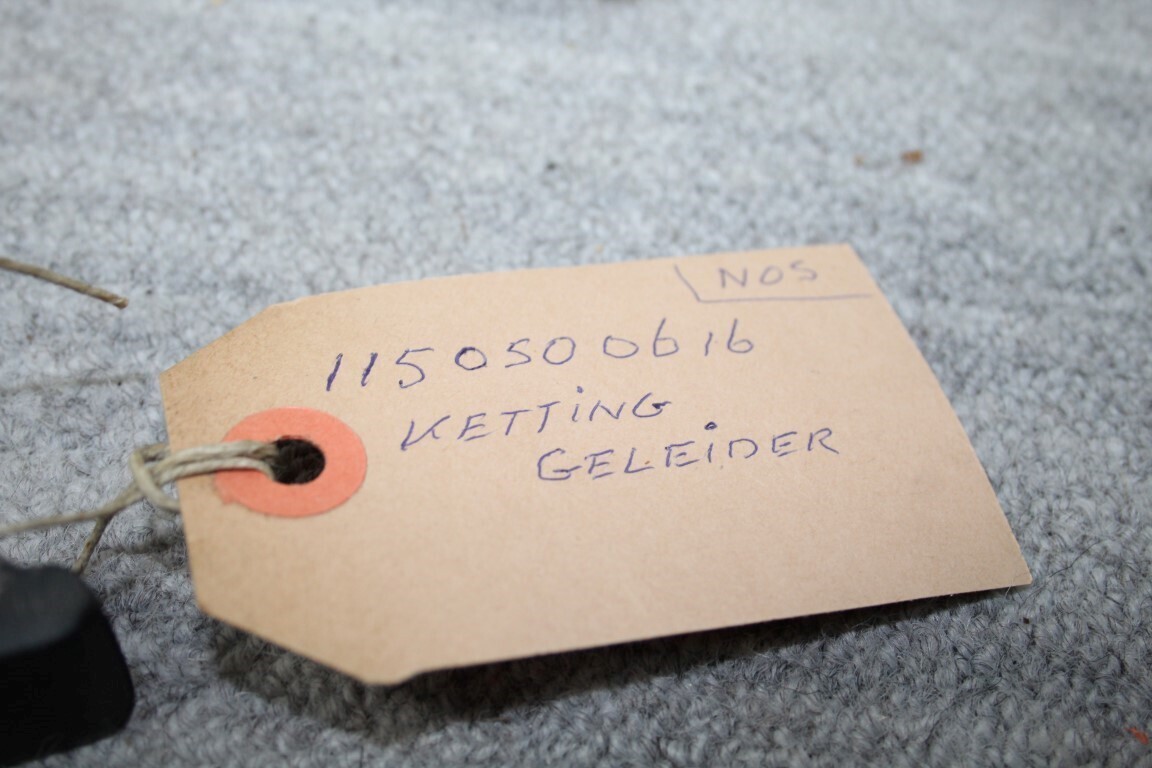 NOS
1150500616
KETTiNG
GELEiDER